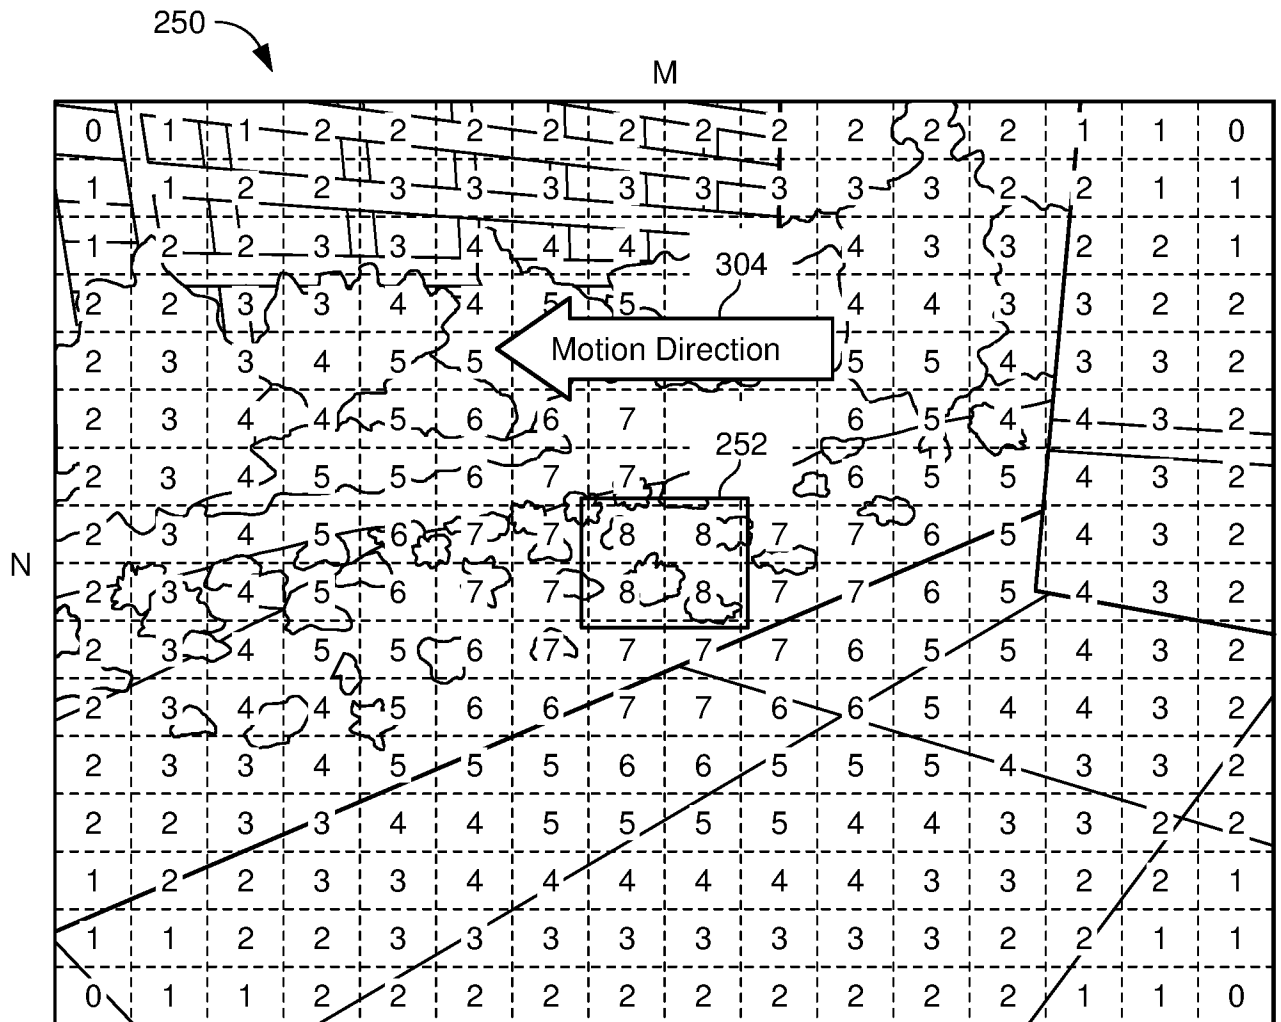 250
M
0 1 1 2 2 2 2 2 2 2 2 2 2 1 1 0
1 1 2 2 3 3 3 3 3 3 3 3 2 2 1 1
1 2 2 3 3 4 4 4 304 4 3 3 2 2 1
2 2 3 3 4 4 5 5 4 4 3 3 2 2
2 3 3 4 5 5 Motion Direction 5 5 4 3 3 2
2 3 4 4 5 6 6 7 6 5 4 4 3 2
252
2 3 4 5 5 6 7 7 6 5 5 4 3 2
2 3 4 5 6 7 7 8 8 7 7 6 5 4 3 2
N
2 3 4 5 6 7 7 8 8 7 7 6 5 4 3 2
2 3 4 5 5 6 7 7 7 7 6 5 5 4 3 2
2 3 4 4 5 6 6 7 7 6 6 5 4 4 3 2
2 3 3 4 5 5 5 6 6 5 5 5 4 3 3 2
2 2 3 3 4 4 5 5 5 5 4 4 3 3 2 2
1 2 2 3 3 4 4 4 4 4 4 3 3 2 2 1
1 1 2 2 3 3 3 3 3 3 3 3 2 2 1 1
0 1 1 2 2 2 2 2 2 2 2 2 2 1 1 0